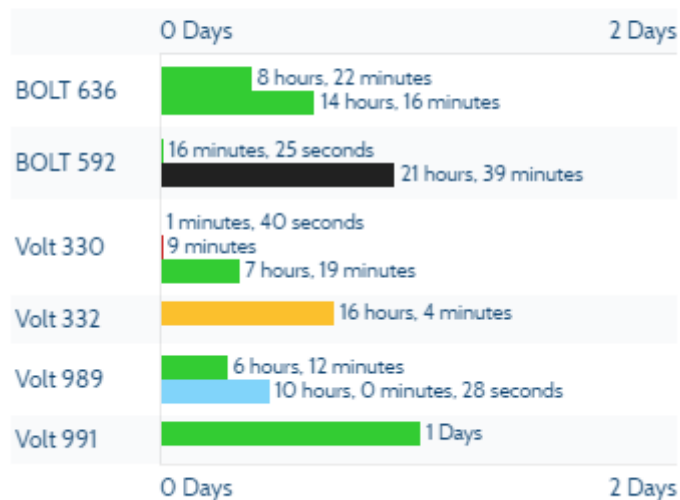 0 Days 2 Days
BOLT 636
8 hours, 22 minutes
14 hours, 16 minutes
BOLT 592
16 minutes, 25 seconds
21 hours, 39 minutes
Volt 330
1 minutes, 40 seconds
9 minutes
7 hours, 19 minutes
Volt 332
16 hours, 4 minutes
Volt 989
6 hours, 12 minutes
10 hours, 0 minutes, 28 seconds
Volt 991
1 Days
0 Days 2 Days